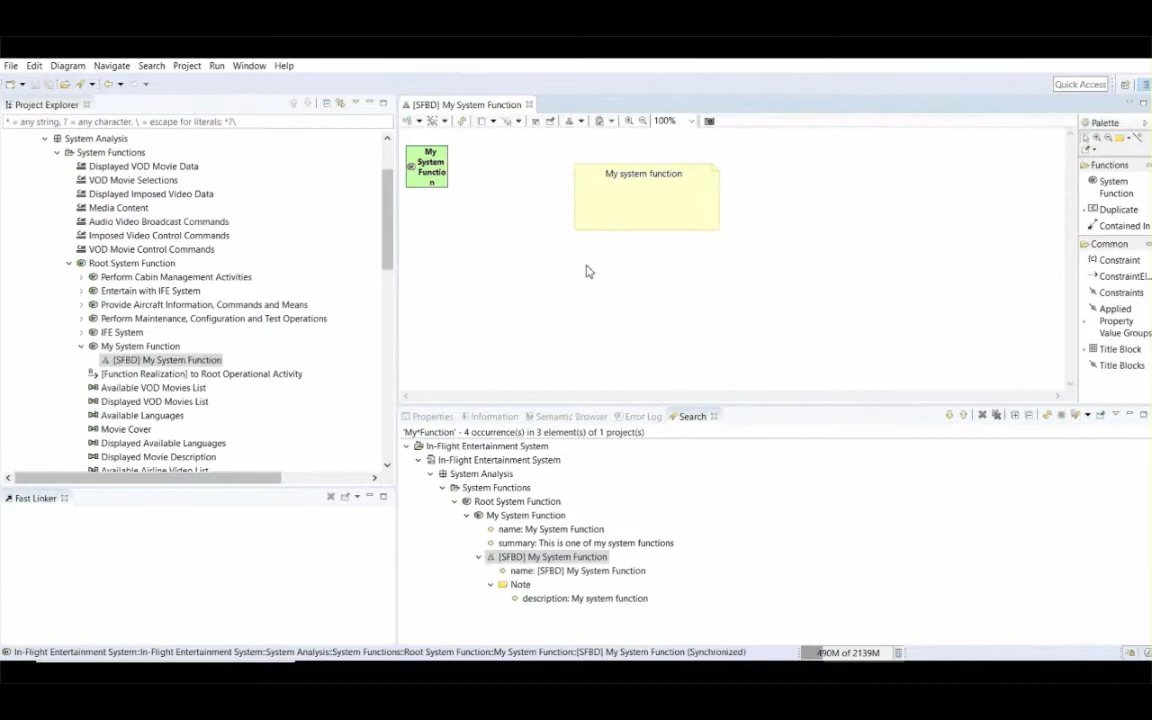 File Edit Diagram Navigate Search Project Run Window Help
Quick Access
Project Explorer
* = any string, ? = any character, \ = escape for literals: *?\
System Analysis
System Functions
Displayed VOD Movie Data
VOD Movie Selections
Displayed Imposed Video Data
Media Content
Audio Video Broadcast Commands
Imposed Video Control Commands
VOD Movie Control Commands
Root System Function
Perform Cabin Management Activities
Entertain with IFE System
Provide Aircraft Information, Commands and Means
Perform Maintenance, Configuration and Test Operations
IFE System
My System Function
[SFBD] My System Function
[Function Realization] to Root Operational Activity
Available VOD Movies List
Displayed VOD Movies List
Available Languages
Movie Cover
Displayed Available Languages
Displayed Movie Description
Available Airline Video List
Fast Linker
[SFBD] My System Function
100%
My
System
Functio
n
My system function
Palette
Functions
System
Function
Duplicate
Contained In
Common
Constraint
ConstraintEl...
Constraints
Applied
Property
Value Groups
Title Block
Title Blocks
Properties Information Semantic Browser Error Log Search
'My*Function' - 4 occurrence(s) in 3 element(s) of 1 project(s)
In-Flight Entertainment System
In-Flight Entertainment System
System Analysis
System Functions
Root System Function
My System Function
name: My System Function
summary: This is one of my system functions
[SFBD] My System Function
name: [SFBD] My System Function
Note
description: My system function
In-Flight Entertainment System::In-Flight Entertainment System::System Analysis::System Functions::Root System Function::My System Function::[SFBD] My System Function (Synchronized)
490M of 2139M